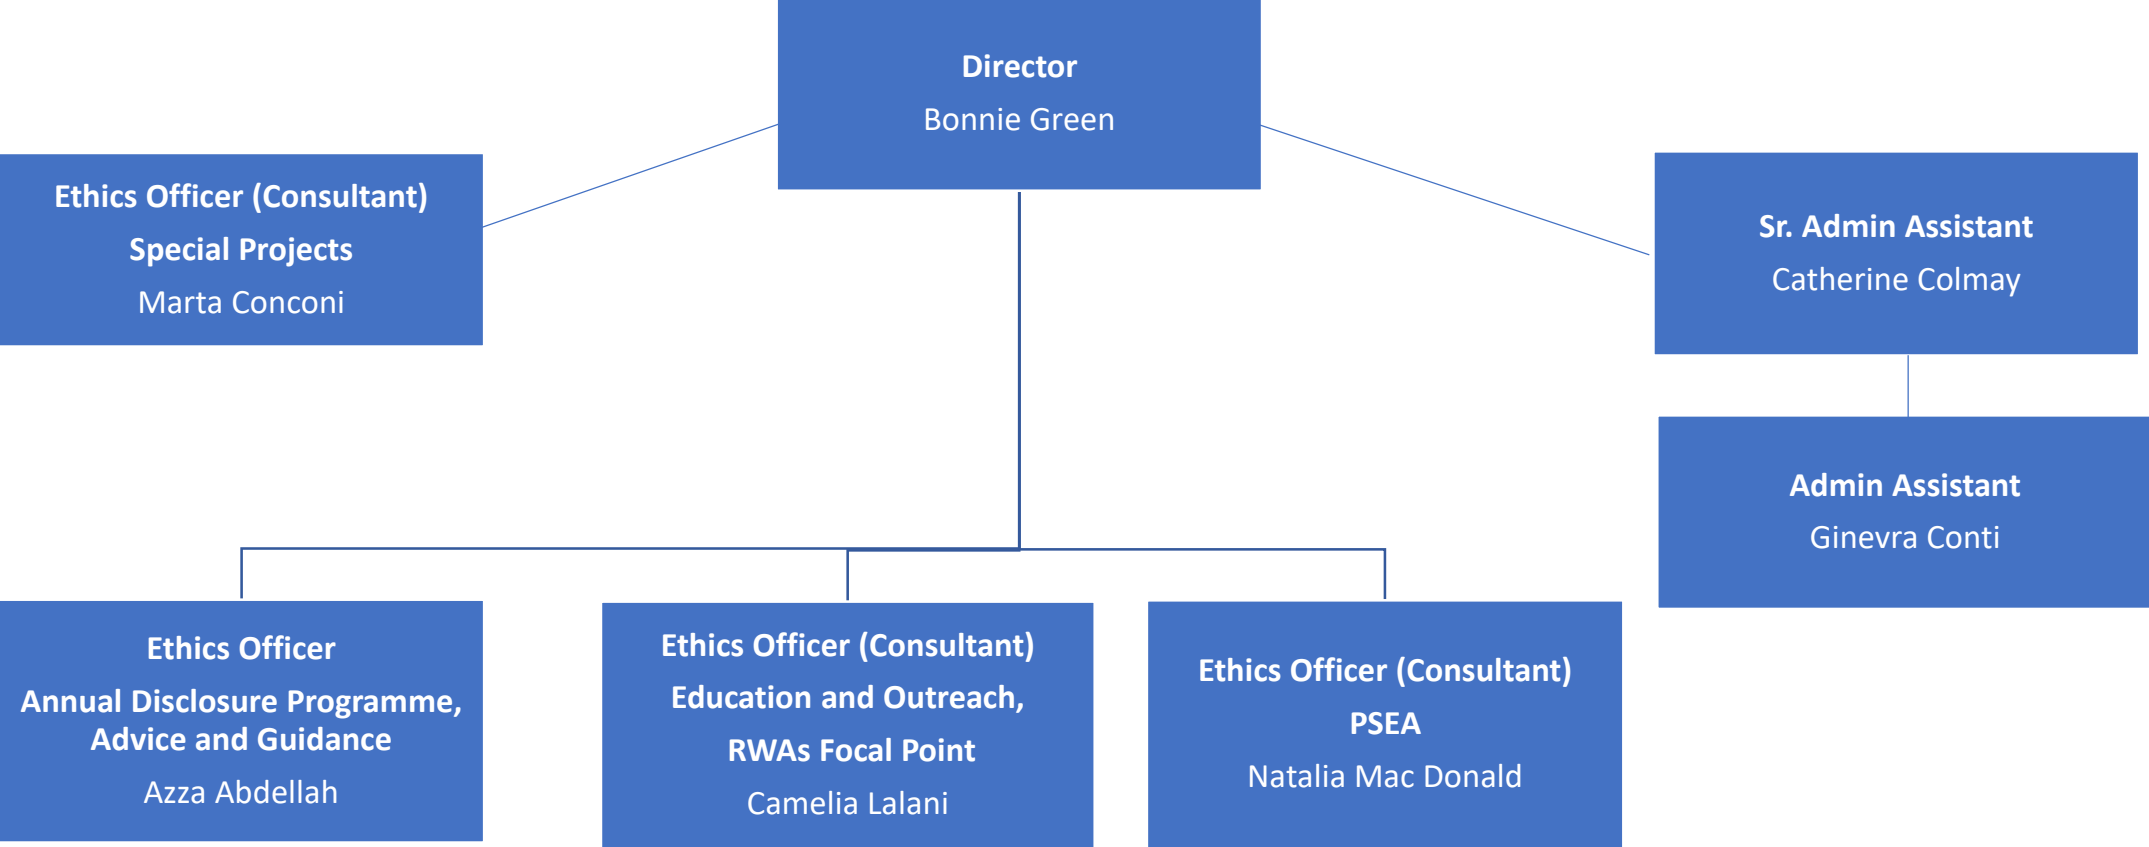 Director
Bonnie Green
Ethics Officer (Consultant)
Special Projects
Marta Conconi
Sr. Admin Assistant
Catherine Colmay
Admin Assistant
Ginevra Conti
Ethics Officer
Annual Disclosure Programme,
Advice and Guidance
Azza Abdellah
Ethics Officer (Consultant)
Education and Outreach,
RWAs Focal Point
Camelia Lalani
Ethics Officer (Consultant)
PSEA
Natalia Mac Donald